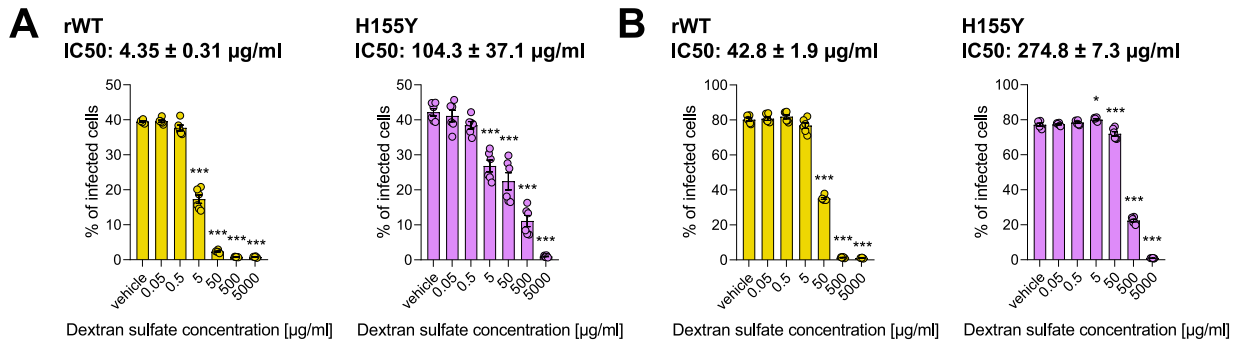 A
rWT
IC50: 4.35 ± 0.31 µg/ml
% of infected cells
50
40
30
20
10
0
***
***
***
***
vehicle
0.05
0.5
5
50
500
5000
Dextran sulfate concentration [µg/ml]
H155Y
IC50: 104.3 ± 37.1 µg/ml
% of infected cells
50
40
30
20
10
0
***
***
***
***
vehicle
0.05
0.5
5
50
500
5000
Dextran sulfate concentration [µg/ml]
B
rWT
IC50: 42.8 ± 1.9 µg/ml
% of infected cells
100
80
60
40
20
0
***
***
***
vehicle
0.05
0.5
5
50
500
5000
Dextran sulfate concentration [µg/ml]
H155Y
IC50: 274.8 ± 7.3 µg/ml
% of infected cells
100
80
60
40
20
0
*
***
***
***
vehicle
0.05
0.5
5
50
500
5000
Dextran sulfate concentration [µg/ml]